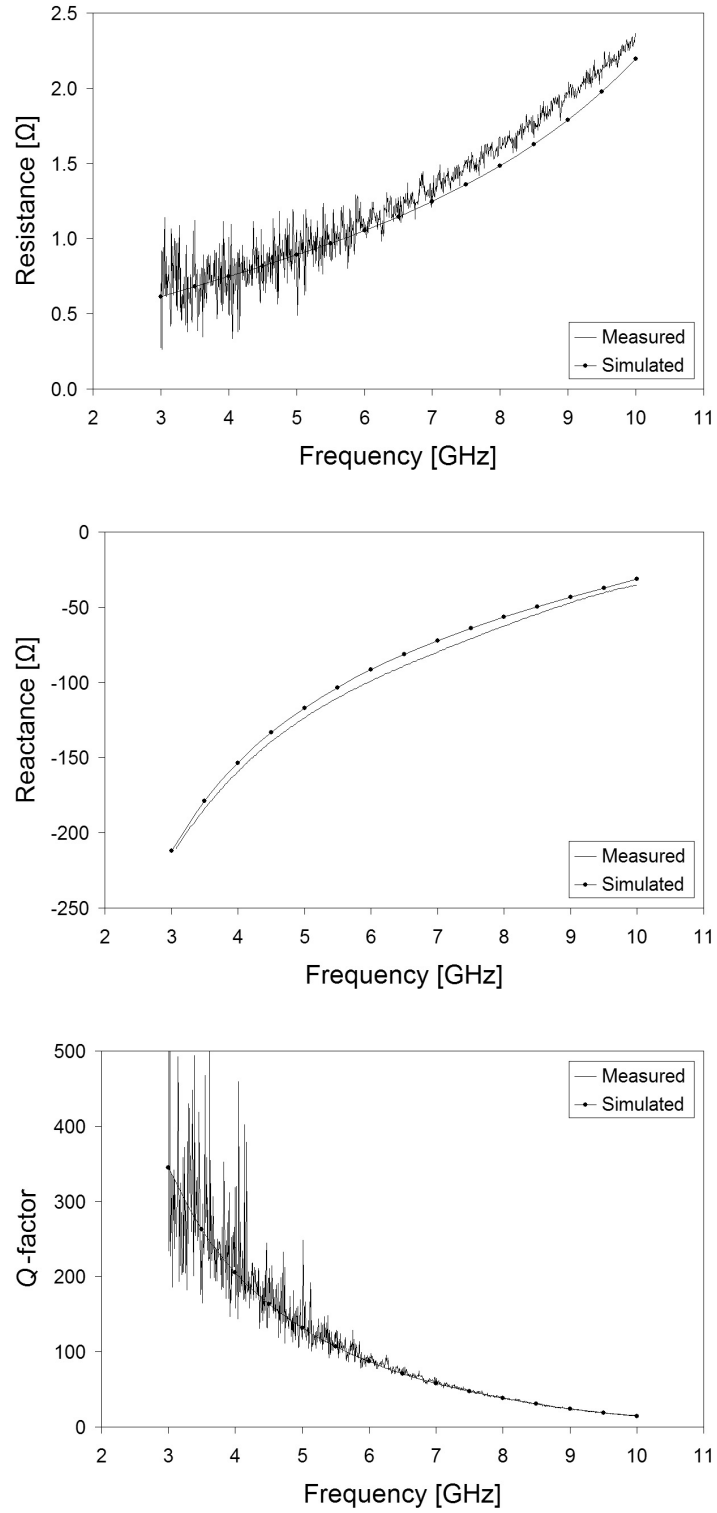 2.5
2.0
1.5
1.0
0.5
0.0
Resistance [Ω]
Measured
Simulated
2 3 4 5 6 7 8 9 10 11
Frequency [GHz]
0
-50
-100
-150
-200
-250
Reactance [Ω]
Measured
Simulated
2 3 4 5 6 7 8 9 10 11
Frequency [GHz]
500
400
300
200
100
0
Q-factor
Measured
Simulated
2 3 4 5 6 7 8 9 10 11
Frequency [GHz]